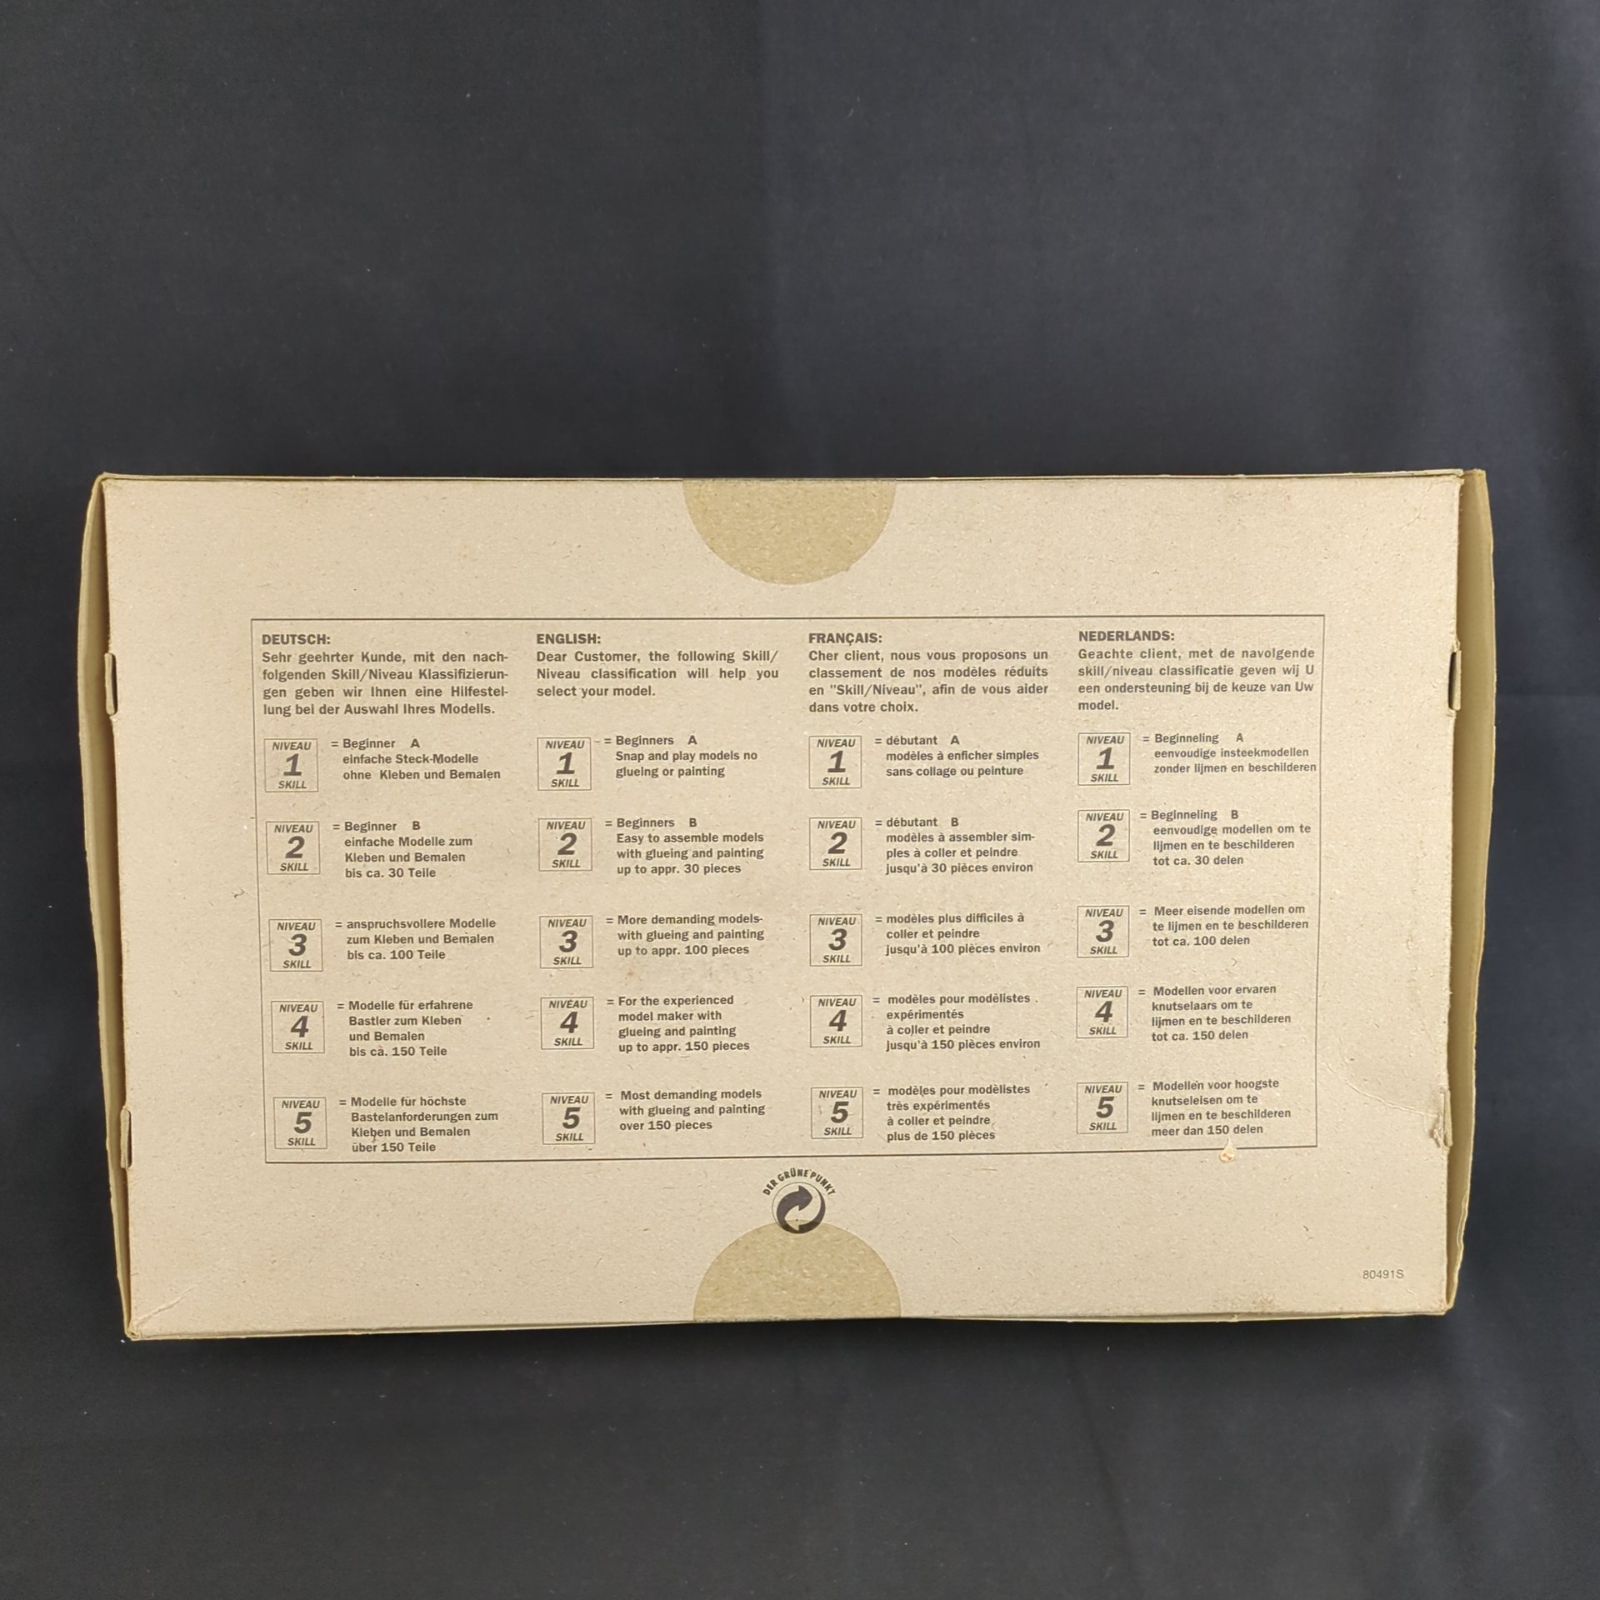 DEUTSCH:
Sehr geehrter Kunde, mit den nach-
folgenden Skill/Niveau Klassifizierun-
gen geben wir Ihnen eine Hilfestel-
lung bei der Auswahl Ihres Modells.
NIVEAU
1
SKILL
= Beginner A
einfache Steck-Modelle
ohne Kleben und Bemalen
NIVEAU
2
SKILL
= Beginner B
einfache Modelle zum
Kleben und Bemalen
bis ca. 30 Teile
NIVEAU
3
SKILL
= anspruchsvollere Modelle
zum Kleben und Bemalen
bis ca. 100 Teile
NIVEAU
4
SKILL
= Modelle für erfahrene
Bastler zum Kleben
und Bemalen
bis ca. 150 Teile
NIVEAU
5
SKILL
= Modelle für höchste
Bastelanforderungen zum
Kleben und Bemalen
über 150 Teile
ENGLISH:
Dear Customer, the following Skill/
Niveau classification will help you
select your model.
NIVEAU
1
SKILL
= Beginners A
Snap and play models no
glueing or painting
NIVEAU
2
SKILL
= Beginners B
Easy to assemble models
with glueing and painting
up to appr. 30 pieces
NIVEAU
3
SKILL
= More demanding models
with glueing and painting
up to appr. 100 pieces
NIVEAU
4
SKILL
= For the experienced
model maker with
glueing and painting
up to appr. 150 pieces
NIVEAU
5
SKILL
= Most demanding models
with glueing and painting
over 150 pieces
FRANÇAIS:
Cher client, nous vous proposons un
classement de nos modèles réduits
en "Skill/Niveau", afin de vous aider
dans votre choix.
NIVEAU
1
SKILL
= débutant A
modèles à enficher simples
sans collage ou peinture
NIVEAU
2
SKILL
= débutant B
modèles à assembler sim-
ples à coller et peindre
jusqu'à 30 pièces environ
NIVEAU
3
SKILL
= modèles plus difficiles à
coller et peindre
jusqu'à 100 pièces environ
NIVEAU
4
SKILL
= modèles pour modèlistes
expérimentés
à coller et peindre
jusqu'à 150 pièces environ
NIVEAU
5
SKILL
= modèles pour modèlistes
très expérimentés
à coller et peindre
plus de 150 pièces
NEDERLANDS:
Geachte client, met de navolgende
skill/niveau classificatie geven wij U
een ondersteuning bij de keuze van Uw
model.
NIVEAU
1
SKILL
= Beginneling A
eenvoudige insteekmodellen
zonder lijmen en beschilderen
NIVEAU
2
SKILL
= Beginneling B
eenvoudige modellen om te
lijmen en te beschilderen
tot ca. 30 delen
NIVEAU
3
SKILL
= Meer eisende modellen om
te lijmen en te beschilderen
tot ca. 100 delen
NIVEAU
4
SKILL
= Modellen voor ervaren
knutselaars om te
lijmen en te beschilderen
tot ca. 150 delen
NIVEAU
5
SKILL
= Modellen voor hoogste
knutseleisen om te
lijmen en te beschilderen
meer dan 150 delen
DER GRÜNE PUNKT
80491S